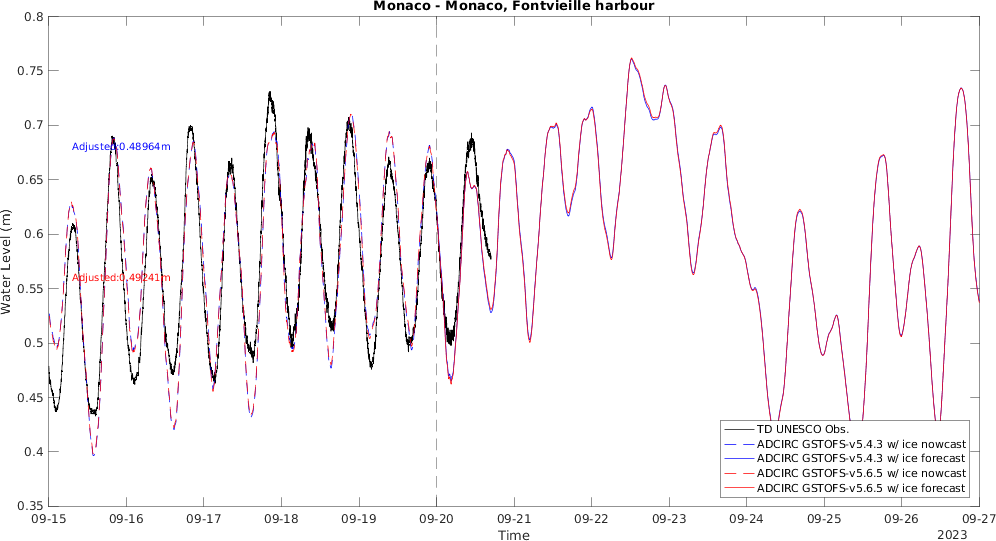 Monaco - Monaco, Fontvieille harbour
Water Level (m)
0.8
0.75
0.7
0.65
0.6
0.55
0.5
0.45
0.4
0.35
Adjusted:0.48964m
Adjusted:0.49241m
TD UNESCO Obs.
ADCIRC GSTOFS-v5.4.3 w/ ice nowcast
ADCIRC GSTOFS-v5.4.3 w/ ice forecast
ADCIRC GSTOFS-v5.6.5 w/ ice nowcast
ADCIRC GSTOFS-v5.6.5 w/ ice forecast
09-15 09-16 09-17 09-18 09-19 09-20 09-21 09-22 09-23 09-24 09-25 09-26 09-27
Time
2023